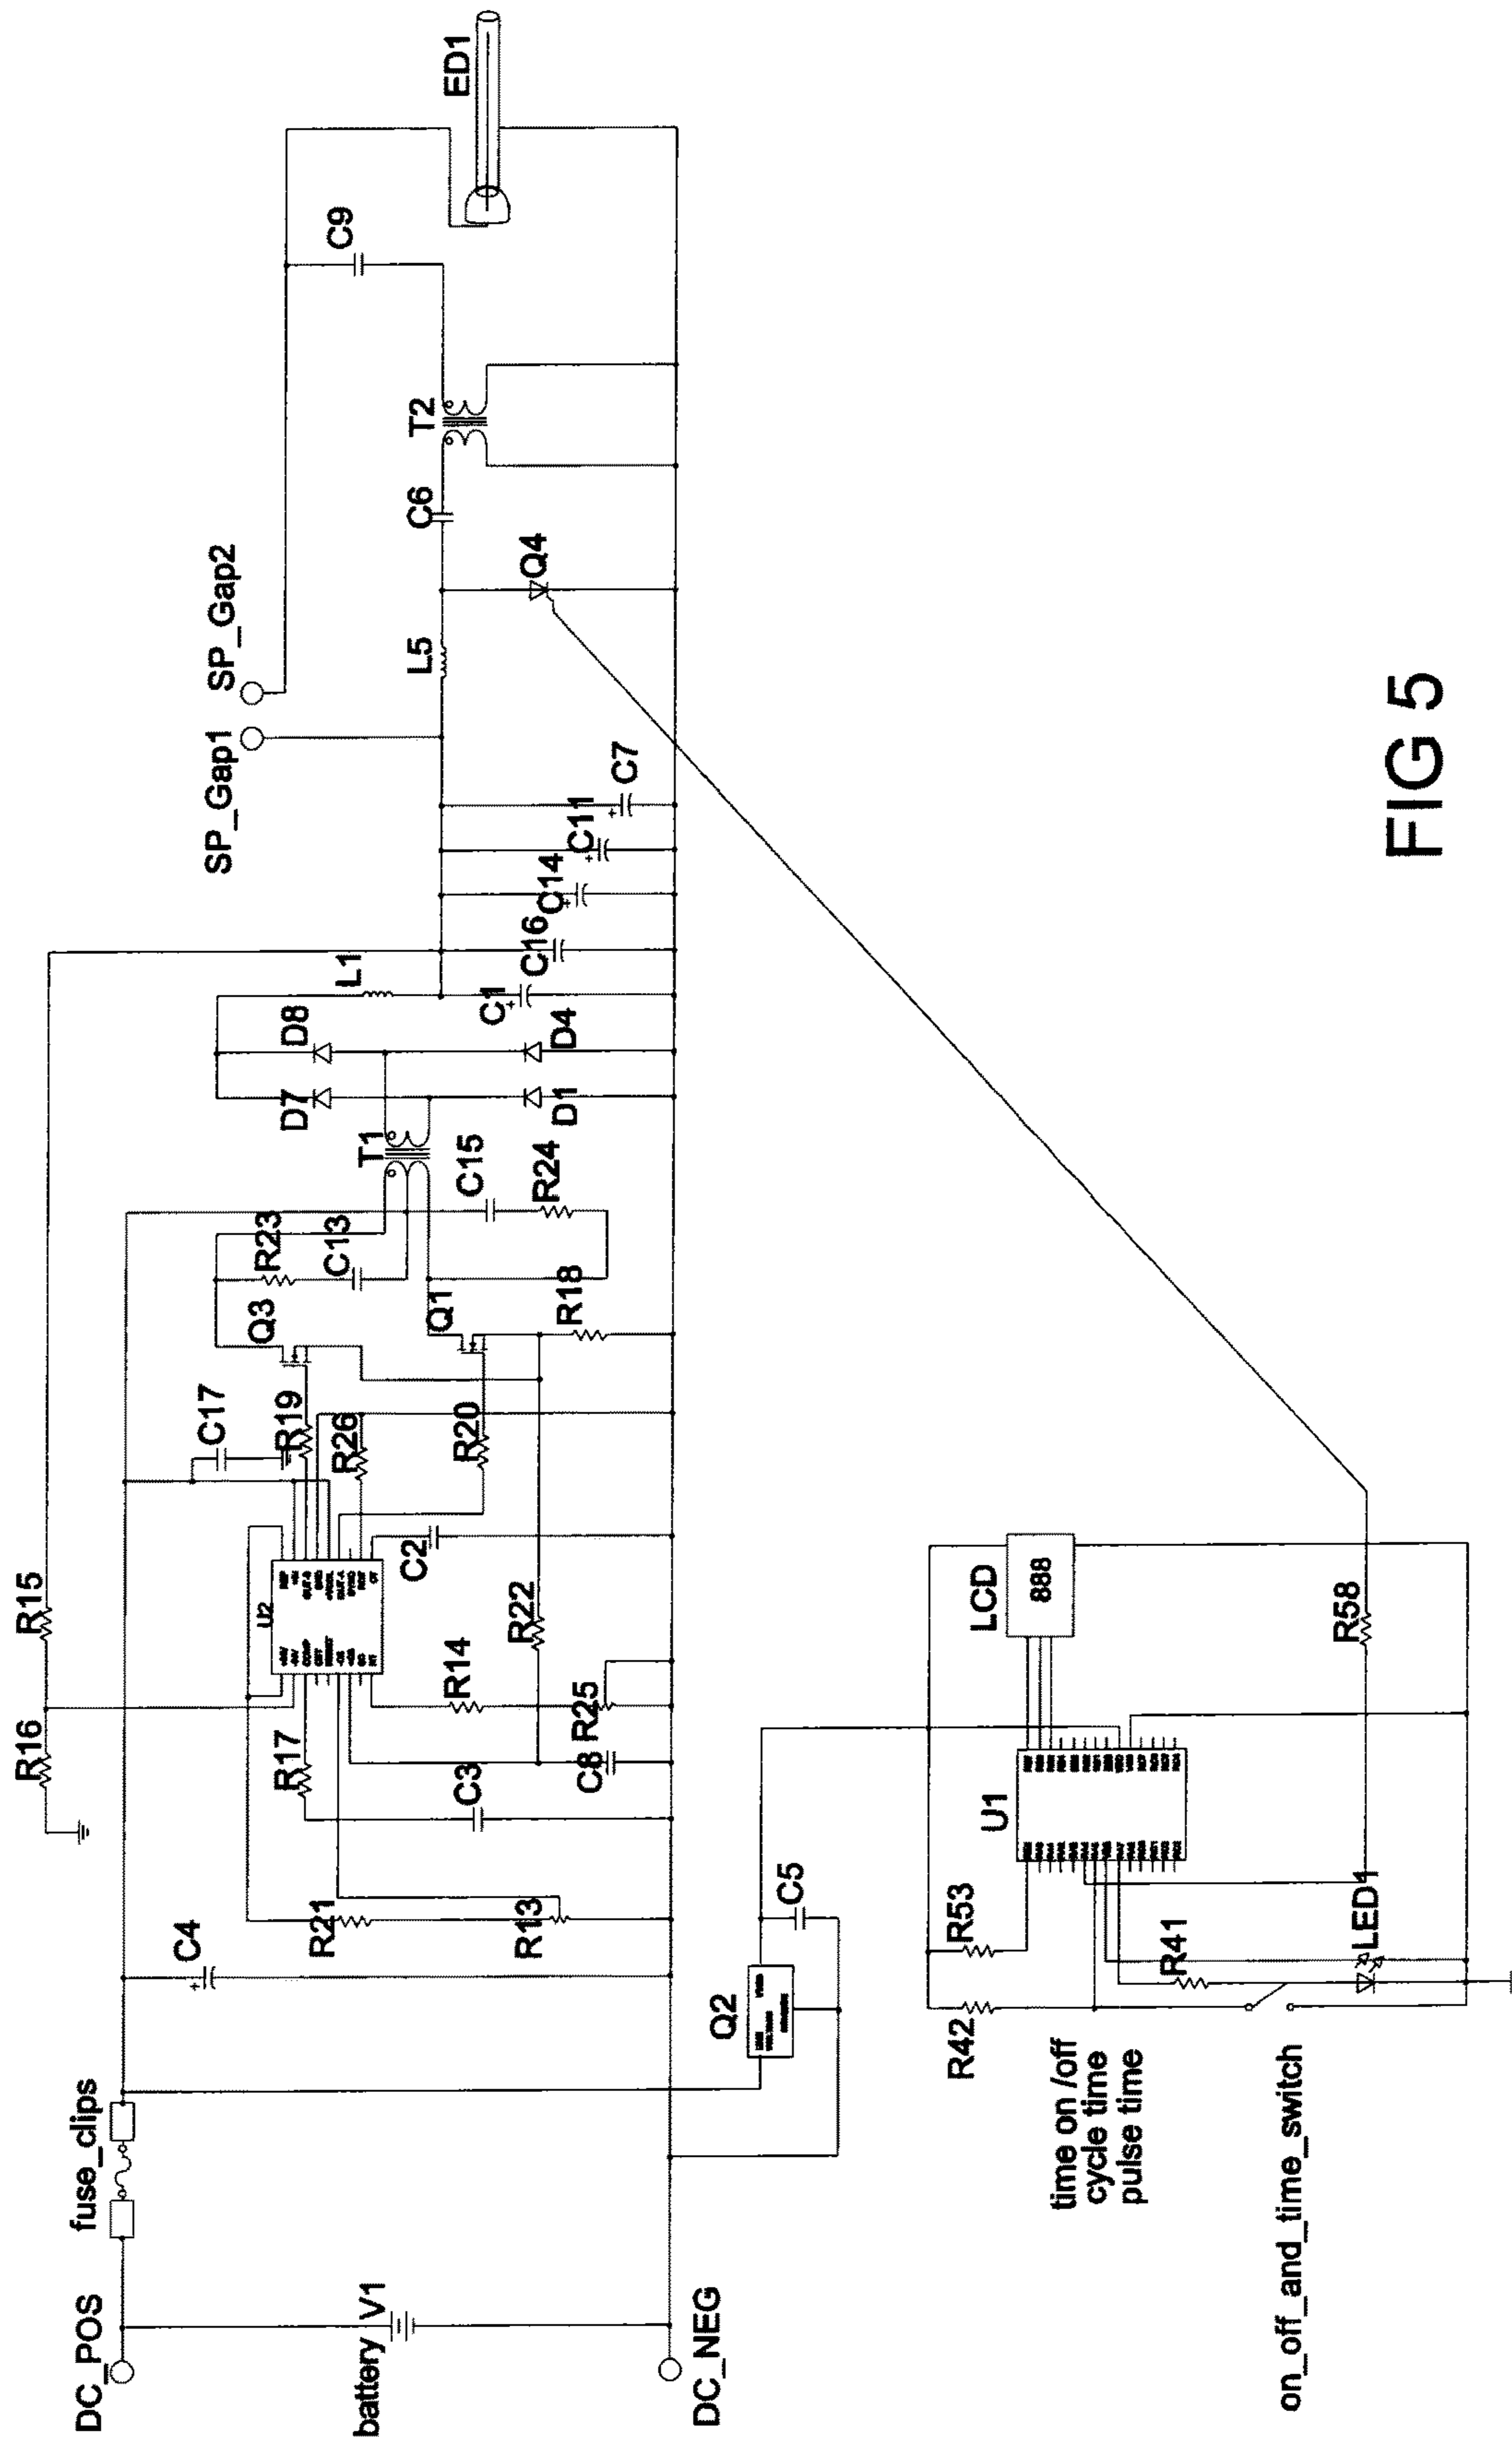 DC_POS
fuse_clips
battery V1
DC_NEG
R16
R15
C4
R21
R13
R17
C3
U2
COMP
R14
R25
C8
R22
C2
C17
R19
R26
R20
Q3
Q1
R23
C13
R18
C15
R24
T1
D7
D8
D1
D4
L1
C1
C16
C14
C11
C7
SP_Gap1
SP_Gap2
L5
Q4
C6
T2
C9
ED1
Q2
C5
R42
R53
U1
LCD
888
R41
LED1
R58
time on /off
cycle time
pulse time
on_off_and_time_switch
FIG 5